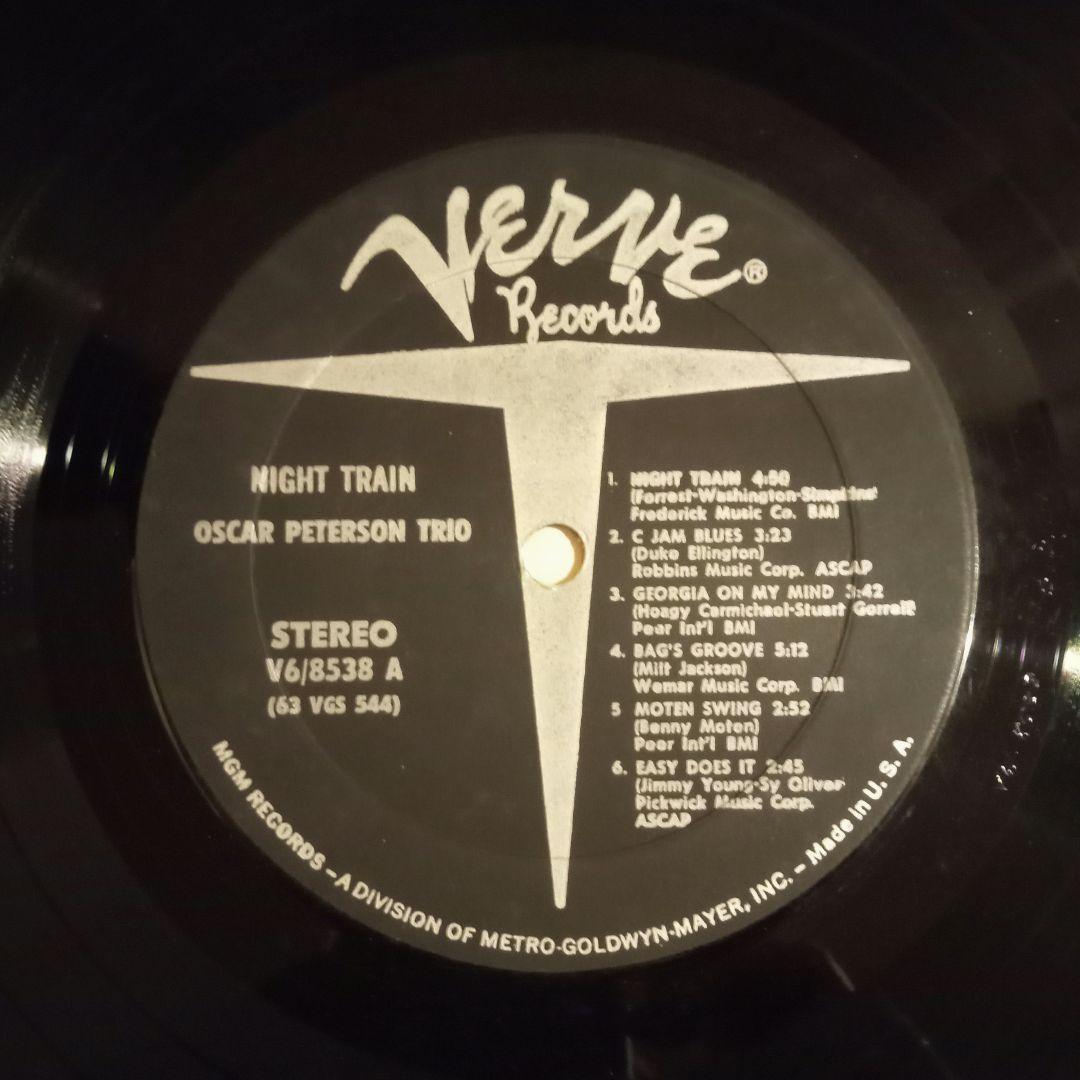 Verve®
Records
NIGHT TRAIN
OSCAR PETERSON TRIO
STEREO
V6/8538 A
(63 VGS 544)
1. NIGHT TRAIN 4:50
(Forrest-Washington-Simpkins)
Frederick Music Co. BMI
2. C JAM BLUES 3:23
(Duke Ellington)
Robbins Music Corp. ASCAP
3. GEORGIA ON MY MIND 3:42
(Hoagy Carmichael-Stuart Gorrell)
Peer Int'l BMI
4. BAG'S GROOVE 5:12
(Milt Jackson)
Wemar Music Corp. BMI
5 MOTEN SWING 2:52
(Benny Moten)
Peer Int'l BMI
6. EASY DOES IT 2:45
(Jimmy Young-Sy Oliver
Pickwick Music Corp.
ASCAP
MGM RECORDS – A DIVISION OF METRO-GOLDWYN-MAYER, INC. – Made in U. S. A.